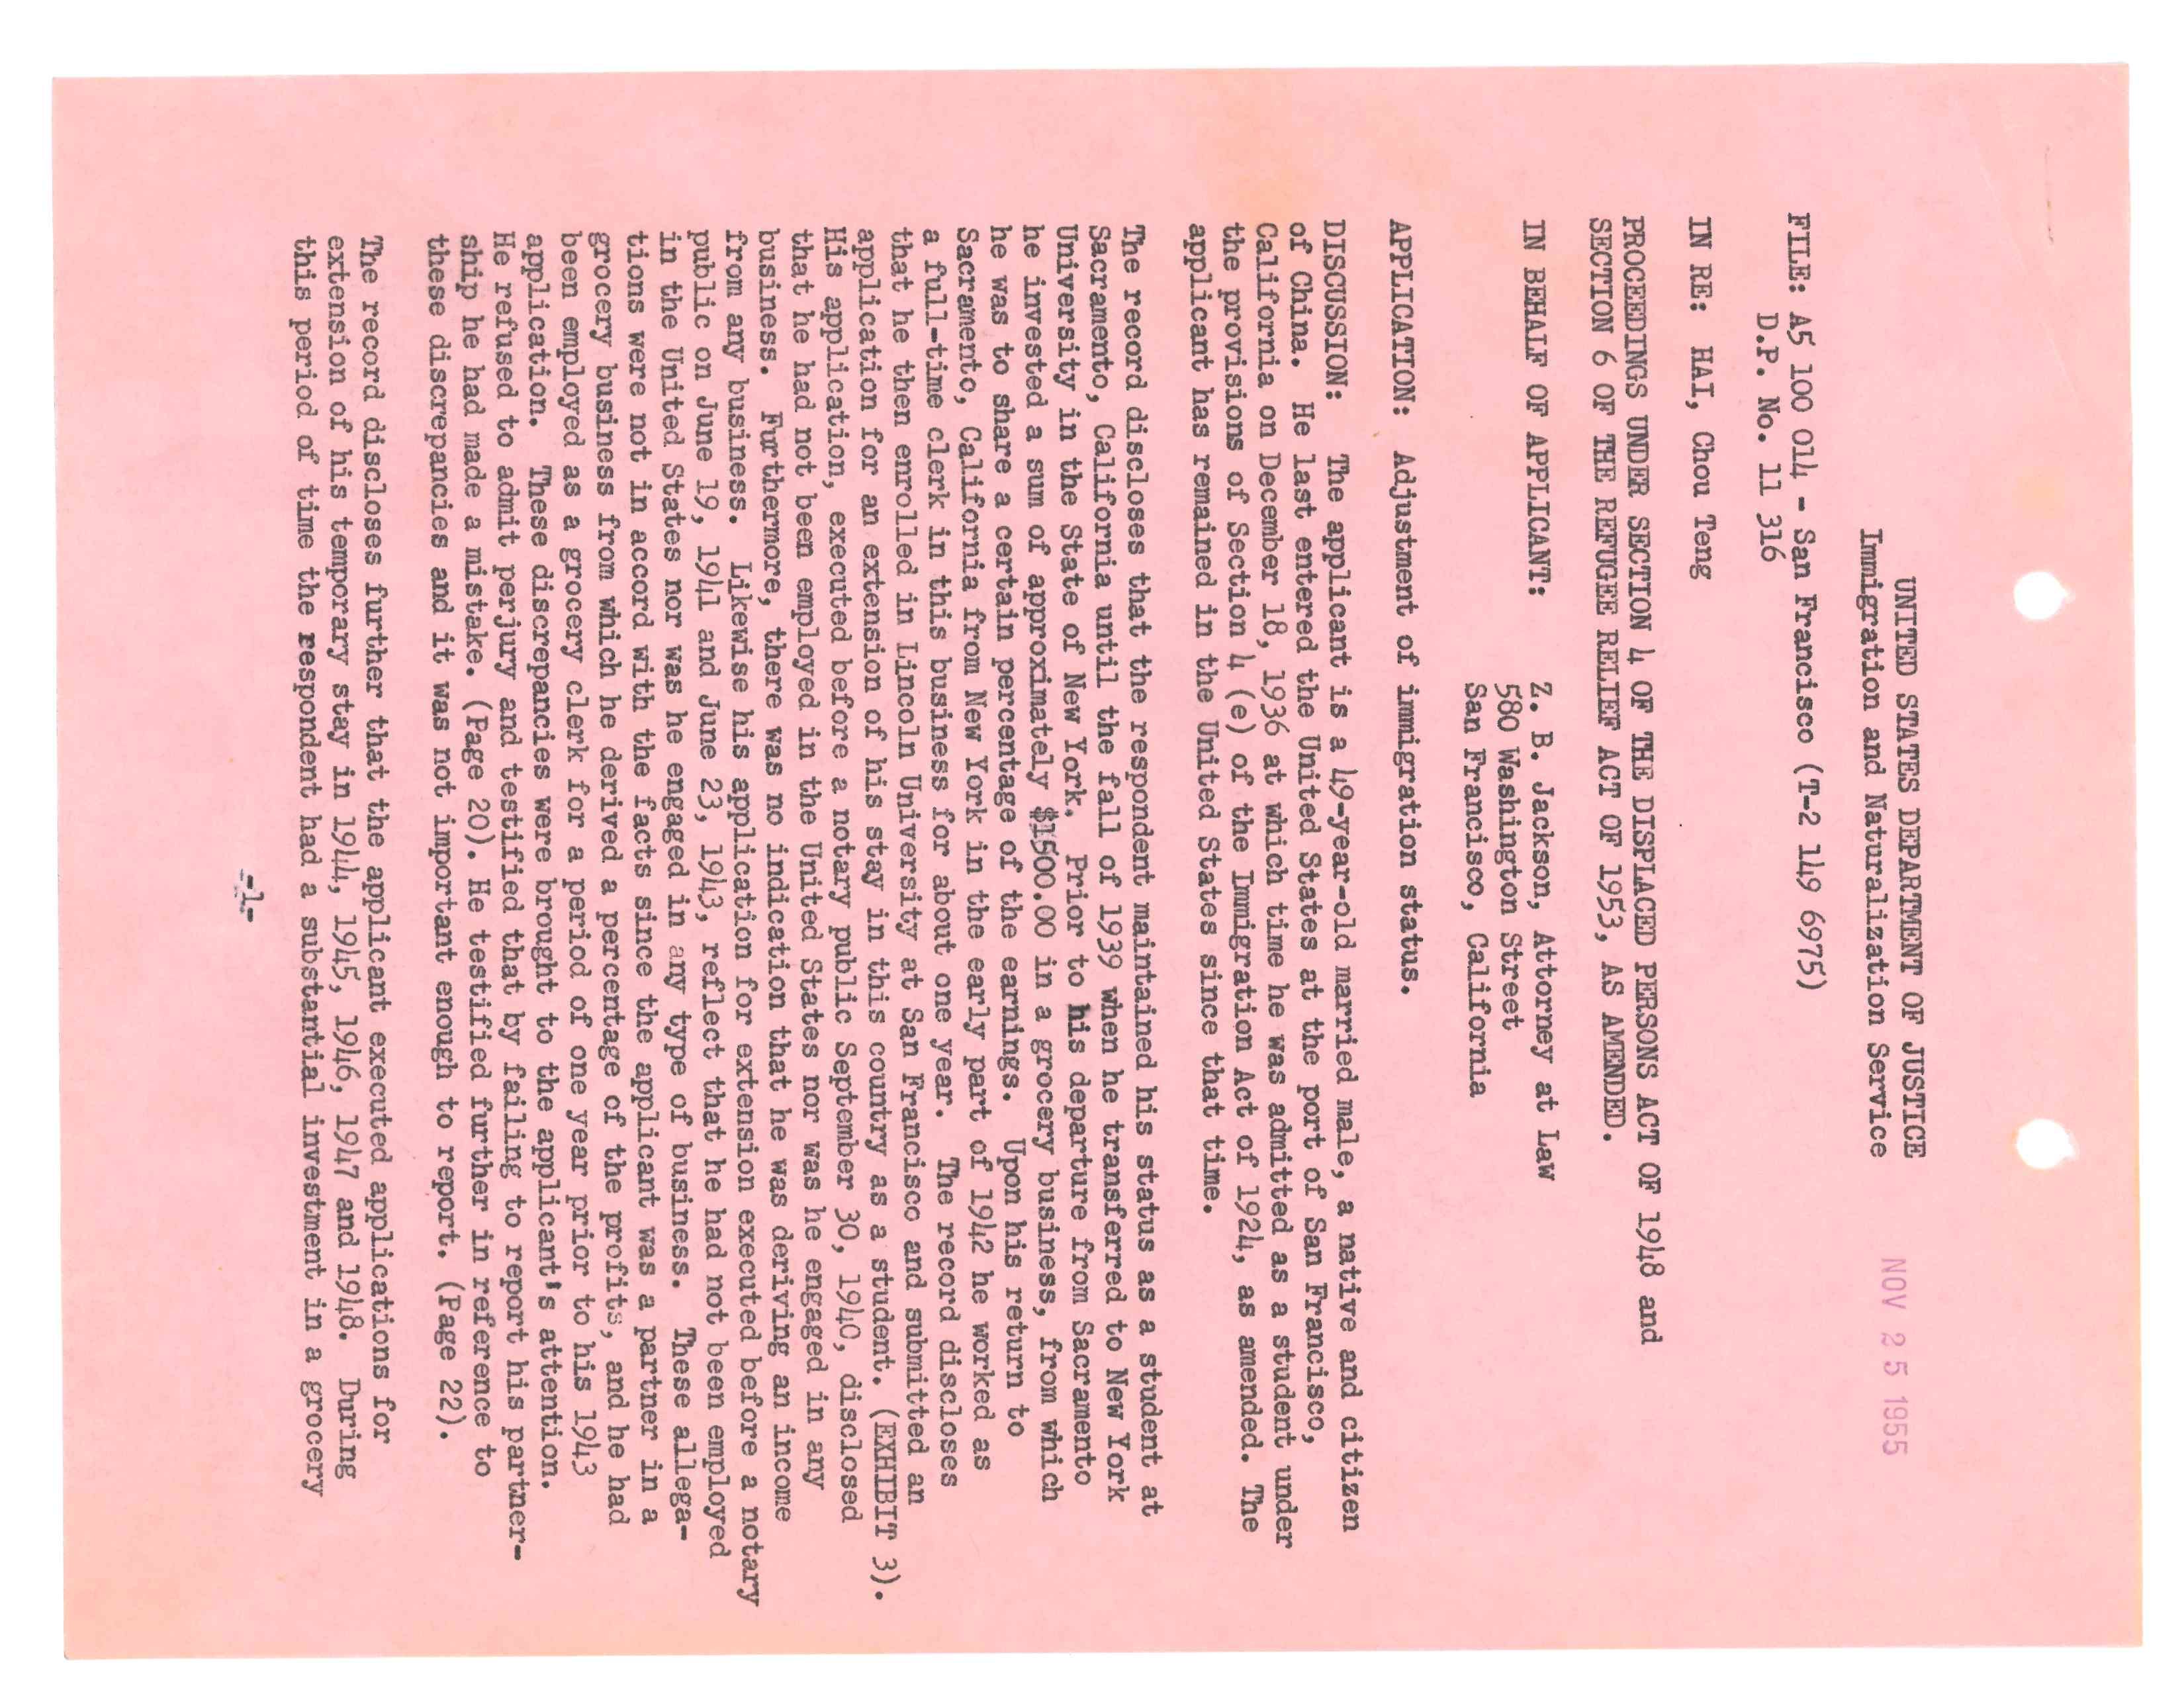 UNITED STATES DEPARTMENT OF JUSTICE
Immigration and Naturalization Service
NOV 25 1955
FILE: A5 100 014 - San Francisco (T-2 149 6975)
D.P. No. 11 316
IN RE: HAI, Chou Teng
PROCEEDINGS UNDER SECTION 4 OF THE DISPLACED PERSONS ACT OF 1948 and
SECTION 6 OF THE REFUGEE RELIEF ACT OF 1953, AS AMENDED.
IN BEHALF OF APPLICANT: Z. B. Jackson, Attorney at Law
580 Washington Street
San Francisco, California
APPLICATION: Adjustment of immigration status.
DISCUSSION: The applicant is a 49-year-old married male, a native and citizen
of China. He last entered the United States at the port of San Francisco,
California on December 18, 1936 at which time he was admitted as a student under
the provisions of Section 4 (e) of the Immigration Act of 1924, as amended. The
applicant has remained in the United States since that time.
The record discloses that the respondent maintained his status as a student at
Sacramento, California until the fall of 1939 when he transferred to New York
University in the State of New York. Prior to his departure from Sacramento
he invested a sum of approximately $1500.00 in a grocery business, from which
he was to share a certain percentage of the earnings. Upon his return to
Sacramento, California from New York in the early part of 1942 he worked as
a full-time clerk in this business for about one year. The record discloses
that he then enrolled in Lincoln University at San Francisco and submitted an
application for an extension of his stay in this country as a student. (EXHIBIT 3).
His application, executed before a notary public September 30, 1940, disclosed
that he had not been employed in the United States nor was he engaged in any
business. Furthermore, there was no indication that he was deriving an income
from any business. Likewise his application for extension executed before a notary
public on June 19, 1941 and June 23, 1943, reflect that he had not been employed
in the United States nor was he engaged in any type of business. These allega-
tions were not in accord with the facts since the applicant was a partner in a
grocery business from which he derived a percentage of the profits, and he had
been employed as a grocery clerk for a period of one year prior to his 1943
application. These discrepancies were brought to the applicant's attention.
He refused to admit perjury and testified that by failing to report his partner-
ship he had made a mistake. (Page 20). He testified further in reference to
these discrepancies and it was not important enough to report. (Page 22).
The record discloses further that the applicant executed applications for
extension of his temporary stay in 1944, 1945, 1946, 1947 and 1948. During
this period of time the respondent had a substantial investment in a grocery
-1-